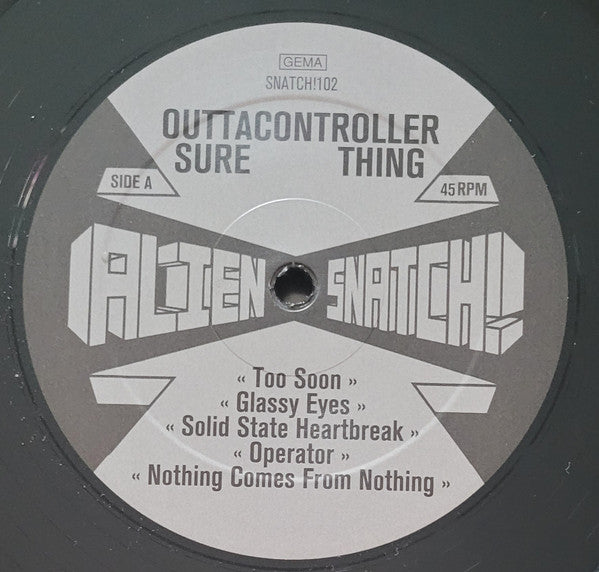 GEMA
SNATCH!102
OUTTACONTROLLER
SURE THING
SIDE A
45 RPM
ALIEN SNATCH!!
« Too Soon »
« Glassy Eyes »
« Solid State Heartbreak »
« Operator »
« Nothing Comes From Nothing »